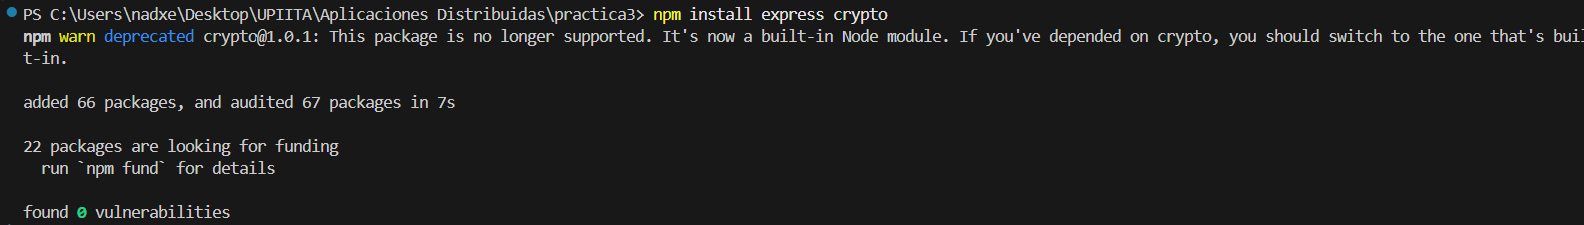 PS C:\Users\nadxe\Desktop\UPIITA\Aplicaciones Distribuidas\practica3> npm install express crypto
npm warn deprecated crypto@1.0.1: This package is no longer supported. It's now a built-in Node module. If you've depended on crypto, you should switch to the one that's buil
t-in.
added 66 packages, and audited 67 packages in 7s
22 packages are looking for funding
  run `npm fund` for details
found 0 vulnerabilities